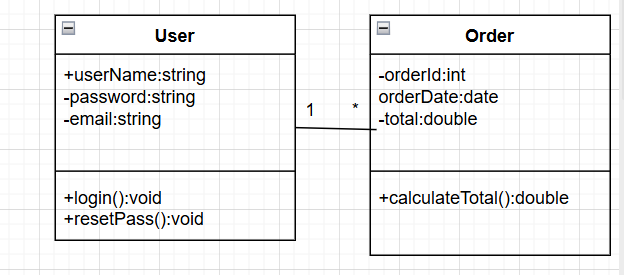 User
+userName:string
-password:string
-email:string
+login():void
+resetPass():void
1 *
Order
-orderId:int
orderDate:date
-total:double
+calculateTotal():double